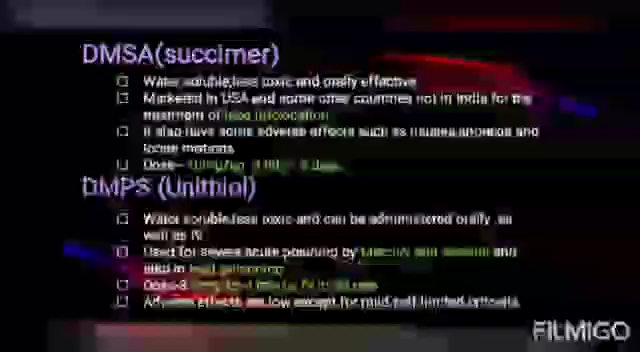 DMSA(succimer)
Water soluble,less toxic and orally effective
Marketed in USA and some other countries not in India for the
treatment of lead intoxication
It also have some adverse effects such as nausea,anorexia and
loose motions
Dose-
DMPS (Unithiol)
Water soluble,less toxic and can be administered orally as
well as IV
Used for severe acute poisoning by mercury and arsenic and
also in lead poisoning
Adverse effects are low except for mild self limited
FILMIGO